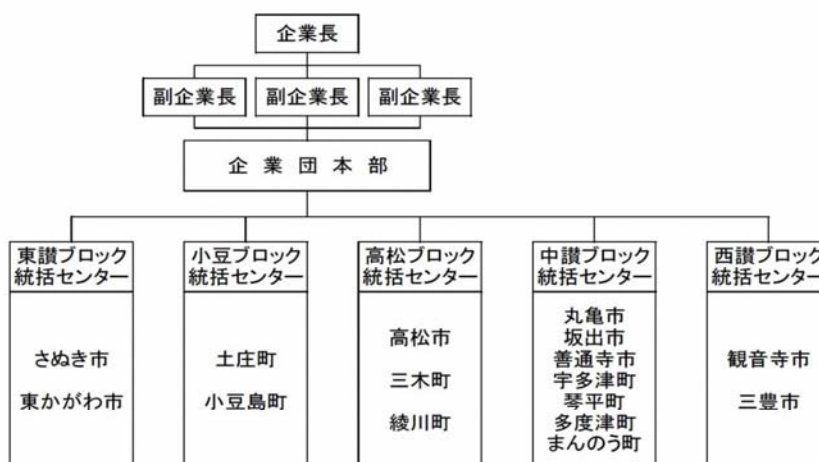 企業長
副企業長
副企業長
副企業長
企業団本部
東讃ブロック
統括センター
さぬき市
東かがわ市
小豆ブロック
統括センター
土庄町
小豆島町
高松ブロック
統括センター
高松市
三木町
綾川町
中讃ブロック
統括センター
丸亀市
坂出市
善通寺市
宇多津町
琴平町
多度津町
まんのう町
西讃ブロック
統括センター
観音寺市
三豊市